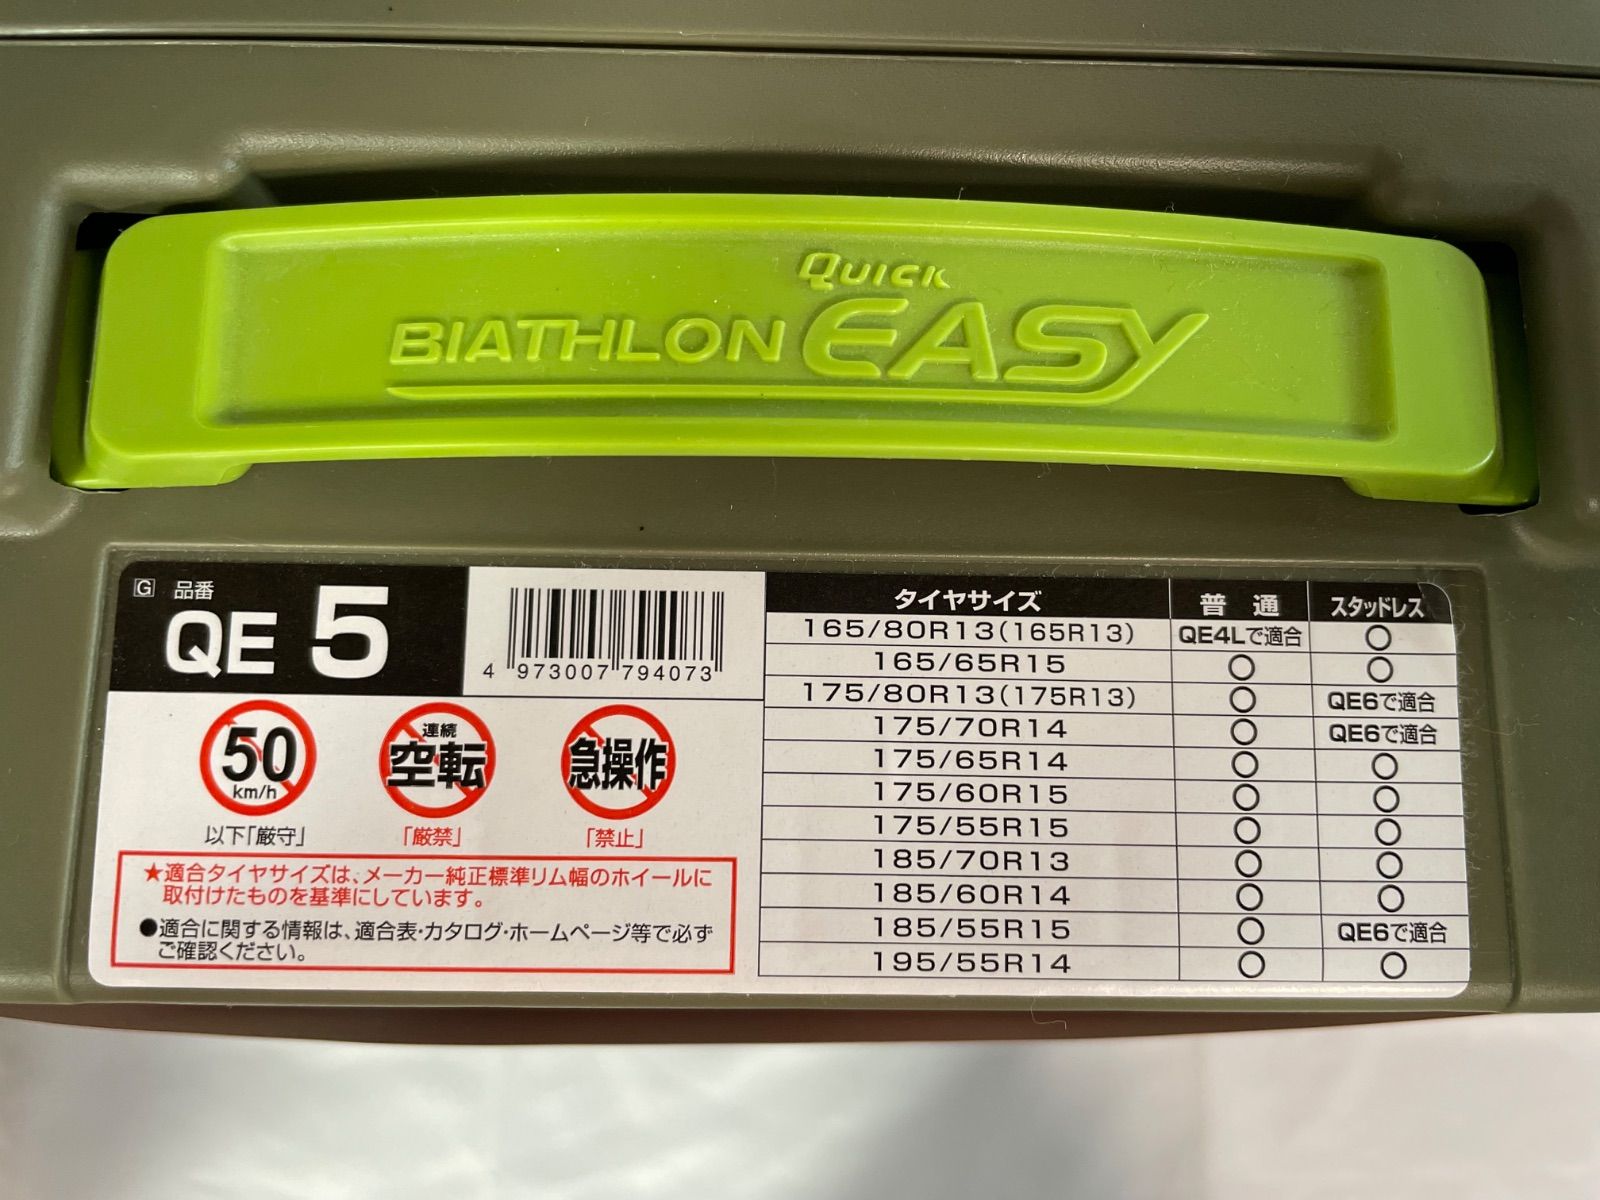 QUICK
BIATHLON EASY
G 品番
QE 5
4 973007 794073
50
km/h
以下「厳守」
連続
空転
「厳禁」
急操作
「禁止」
★適合タイヤサイズは、メーカー純正標準リム幅のホイールに
取付けたものを基準にしています。
●適合に関する情報は、適合表・カタログ・ホームページ等で必ず
ご確認ください。
タイヤサイズ 普通 スタッドレス
165/80R13(165R13) QE4Lで適合 ○
165/65R15 ○ ○
175/80R13(175R13) ○ QE6で適合
175/70R14 ○ QE6で適合
175/65R14 ○ ○
175/60R15 ○ ○
175/55R15 ○ ○
185/70R13 ○ ○
185/60R14 ○ ○
185/55R15 ○ QE6で適合
195/55R14 ○ ○